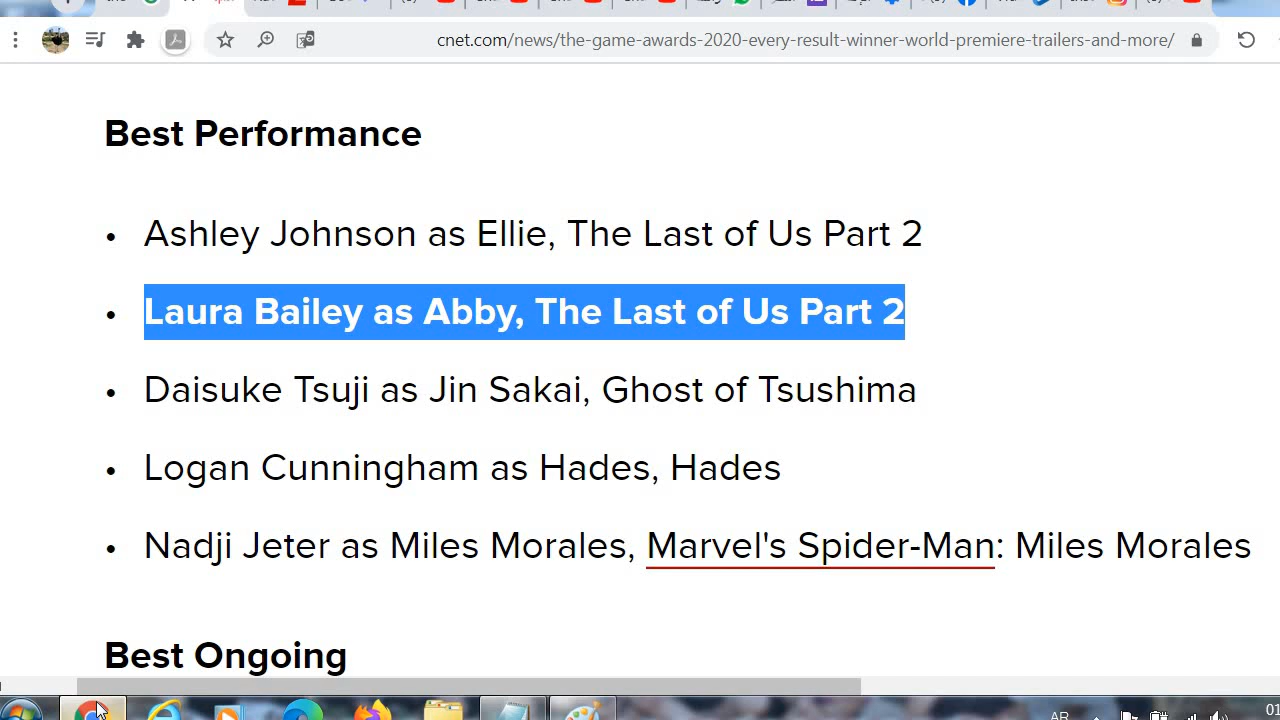 cnet.com/news/the-game-awards-2020-every-result-winner-world-premiere-trailers-and-more/
Best Performance
• Ashley Johnson as Ellie, The Last of Us Part 2
• Laura Bailey as Abby, The Last of Us Part 2
• Daisuke Tsuji as Jin Sakai, Ghost of Tsushima
• Logan Cunningham as Hades, Hades
• Nadji Jeter as Miles Morales, Marvel's Spider-Man: Miles Morales
Best Ongoing
AR